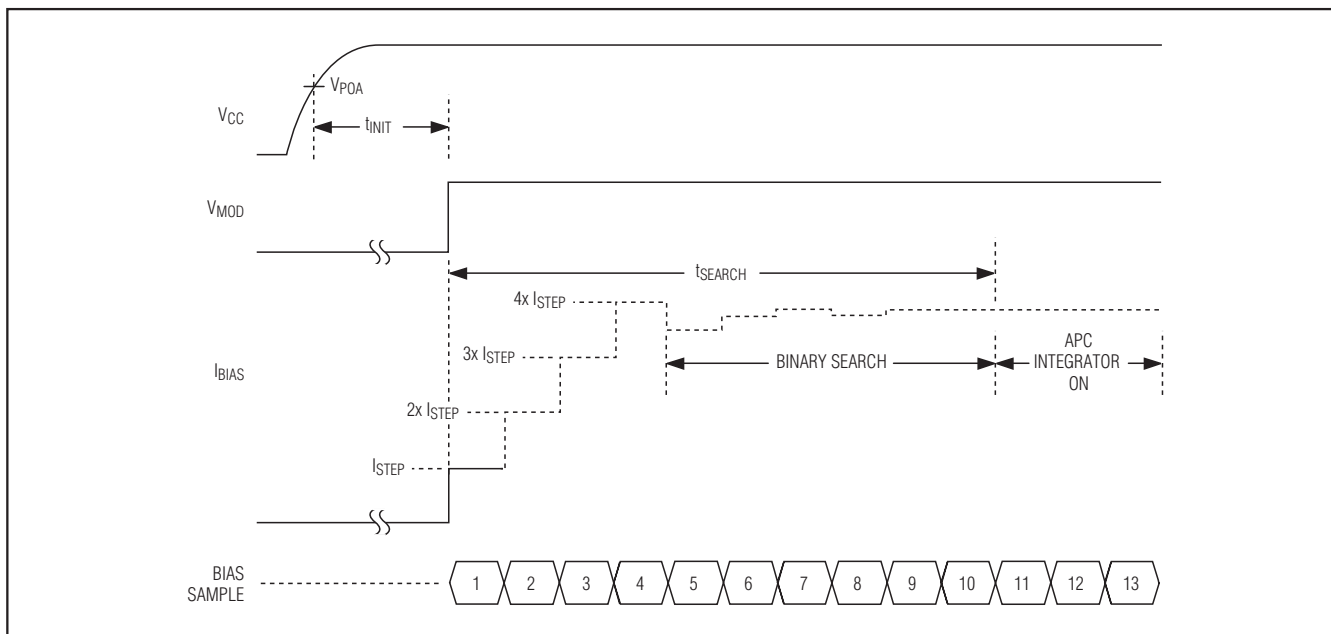 VPOA
VCC
tINIT
VMOD
tSEARCH
4x ISTEP
3x ISTEP
BINARY SEARCH
APC
INTEGRATOR
ON
IBIAS
2x ISTEP
ISTEP
BIAS
SAMPLE
1 2 3 4 5 6 7 8 9 10 11 12 13